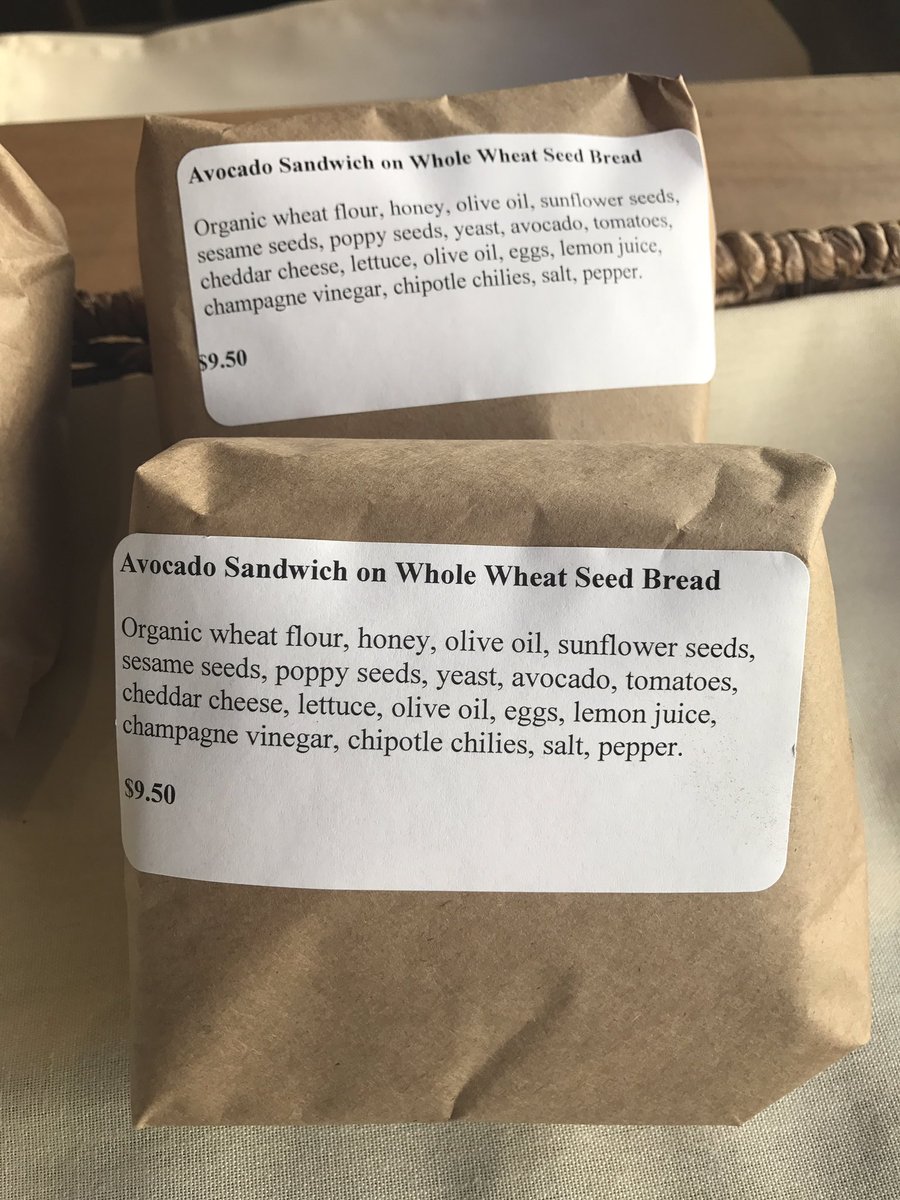 Avocado Sandwich on Whole Wheat Seed Bread
Organic wheat flour, honey, olive oil, sunflower seeds,
sesame seeds, poppy seeds, yeast, avocado, tomatoes,
cheddar cheese, lettuce, olive oil, eggs, lemon juice,
champagne vinegar, chipotle chilies, salt, pepper.
$9.50
Avocado Sandwich on Whole Wheat Seed Bread
Organic wheat flour, honey, olive oil, sunflower seeds,
sesame seeds, poppy seeds, yeast, avocado, tomatoes,
cheddar cheese, lettuce, olive oil, eggs, lemon juice,
champagne vinegar, chipotle chilies, salt, pepper.
$9.50